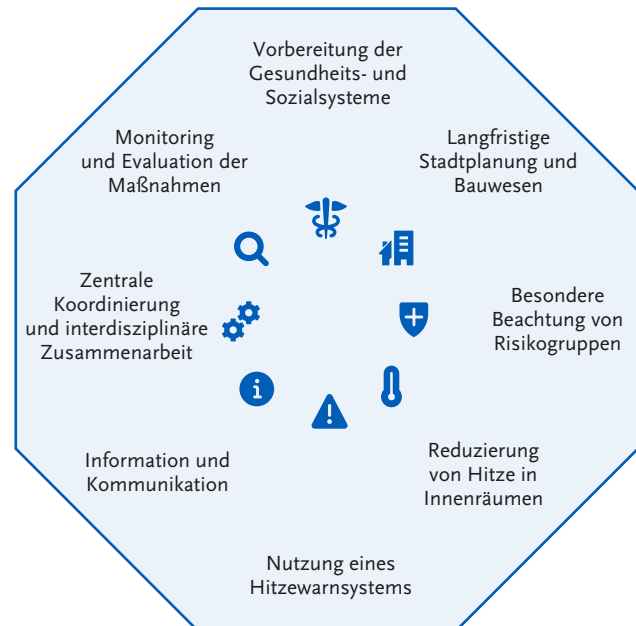 Vorbereitung der
Gesundheits- und
Sozialsysteme
Langfristige
Stadtplanung und
Bauwesen
Besondere
Beachtung von
Risikogruppen
Reduzierung
von Hitze in
Innenräumen
Nutzung eines
Hitzewarnsystems
Information und
Kommunikation
Zentrale
Koordinierung
und interdisziplinäre
Zusammenarbeit
Monitoring
und Evaluation der
Maßnahmen